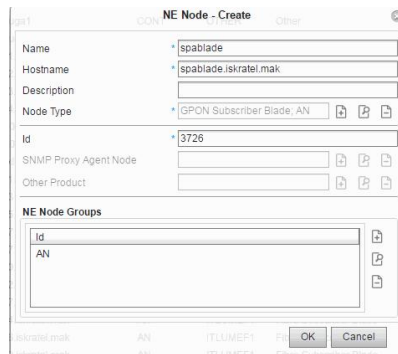 NE Node - Create
Name * spablade
Hostname * spablade.iskratel.mak
Description
Node Type * GPON Subscriber Blade; AN
Id * 3726
SNMP Proxy Agent Node
Other Product
NE Node Groups
Id
AN
OK Cancel
AN ITLUMEF1